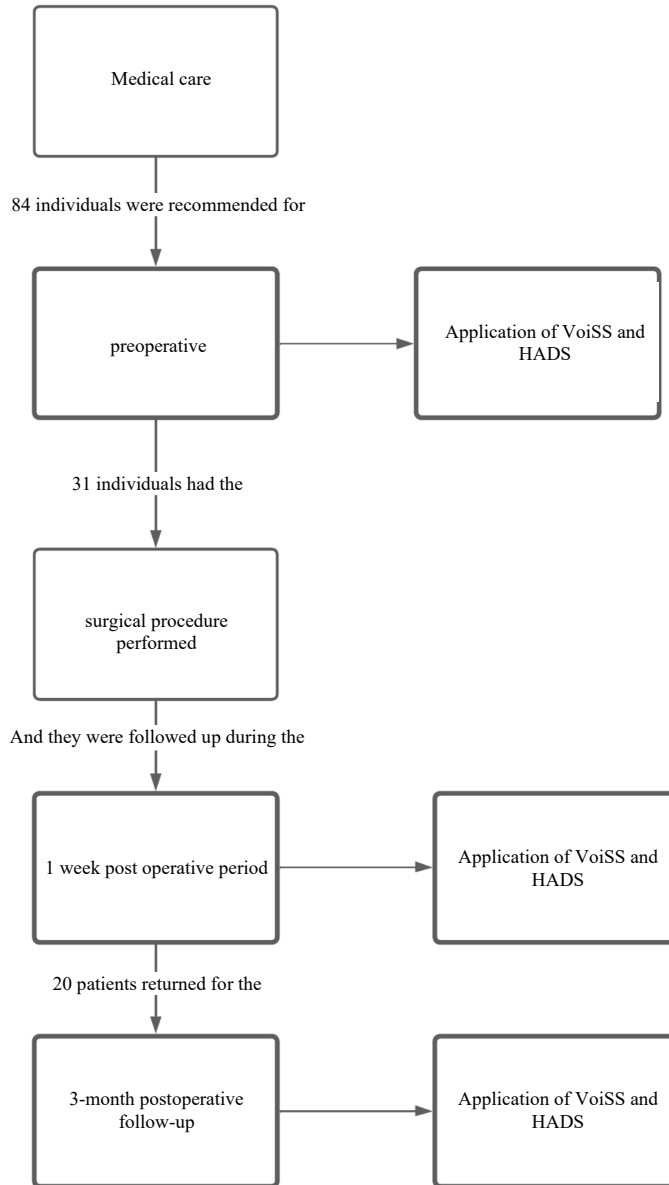 Medical care
84 individuals were recommended for
preoperative
Application of VoiSS and
HADS
31 individuals had the
surgical procedure
performed
And they were followed up during the
1 week post operative period
Application of VoiSS and
HADS
20 patients returned for the
3-month postoperative
follow-up
Application of VoiSS and
HADS